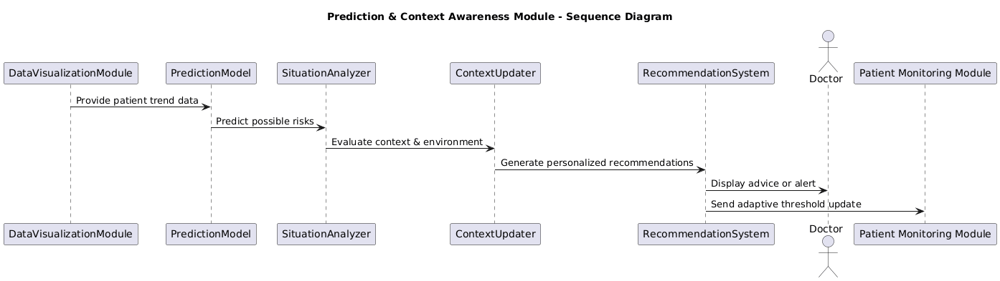 Prediction & Context Awareness Module - Sequence Diagram
DataVisualizationModule
PredictionModel
SituationAnalyzer
ContextUpdater
RecommendationSystem
Doctor
Patient Monitoring Module
Provide patient trend data
Predict possible risks
Evaluate context & environment
Generate personalized recommendations
Display advice or alert
Send adaptive threshold update
DataVisualizationModule
PredictionModel
SituationAnalyzer
ContextUpdater
RecommendationSystem
Doctor
Patient Monitoring Module